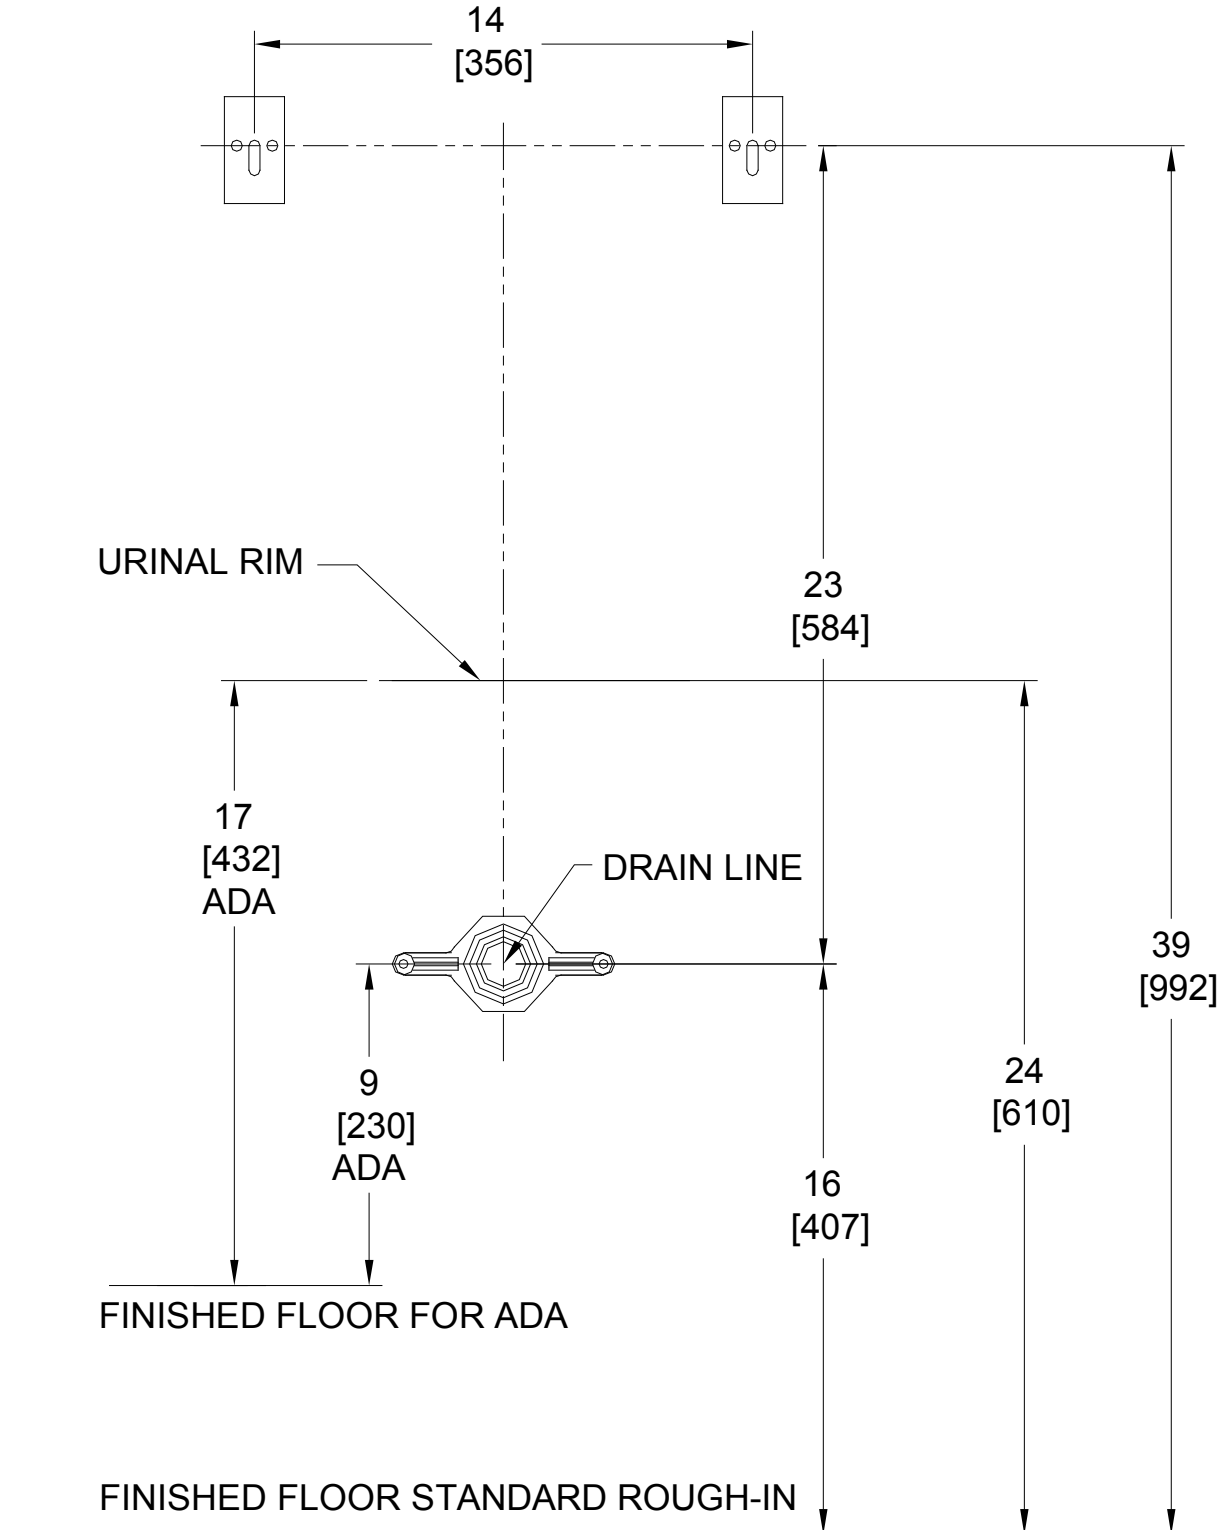 14
[356]
URINAL RIM
23
[584]
17
[432]
ADA
DRAIN LINE
39
[992]
9
[230]
ADA
24
[610]
16
[407]
FINISHED FLOOR FOR ADA
FINISHED FLOOR STANDARD ROUGH-IN